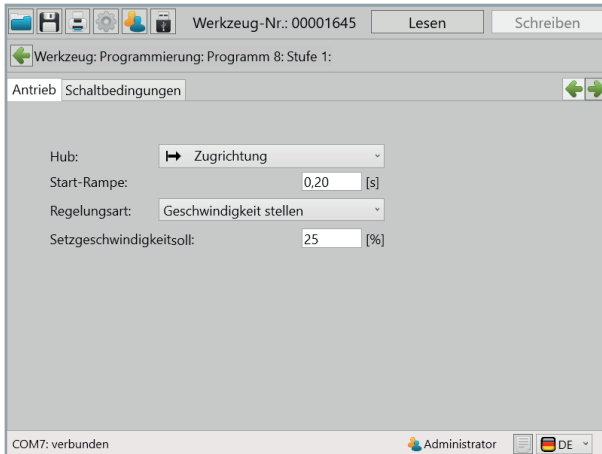 Werkzeug-Nr.: 00001645 Lesen Schreiben
Werkzeug: Programmierung: Programm 8: Stufe 1:
Antrieb Schaltbedingungen
Hub: Zugrichtung
Start-Rampe: 0,20 [s]
Regelungsart: Geschwindigkeit stellen
Setzgeschwindigkeitsoll: 25 [%]
COM7: verbunden Administrator DE